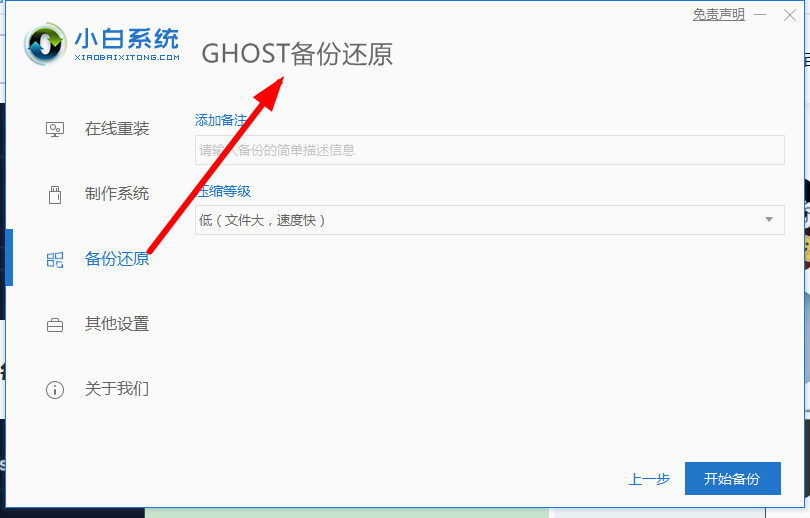 免责声明
小白系统
XIAOBAIXITONG.COM
GHOST备份还原
在线重装
制作系统
备份还原
其他设置
关于我们
添加备注
请输入备份的简单描述信息
压缩等级
低（文件大，速度快）
上一步
开始备份